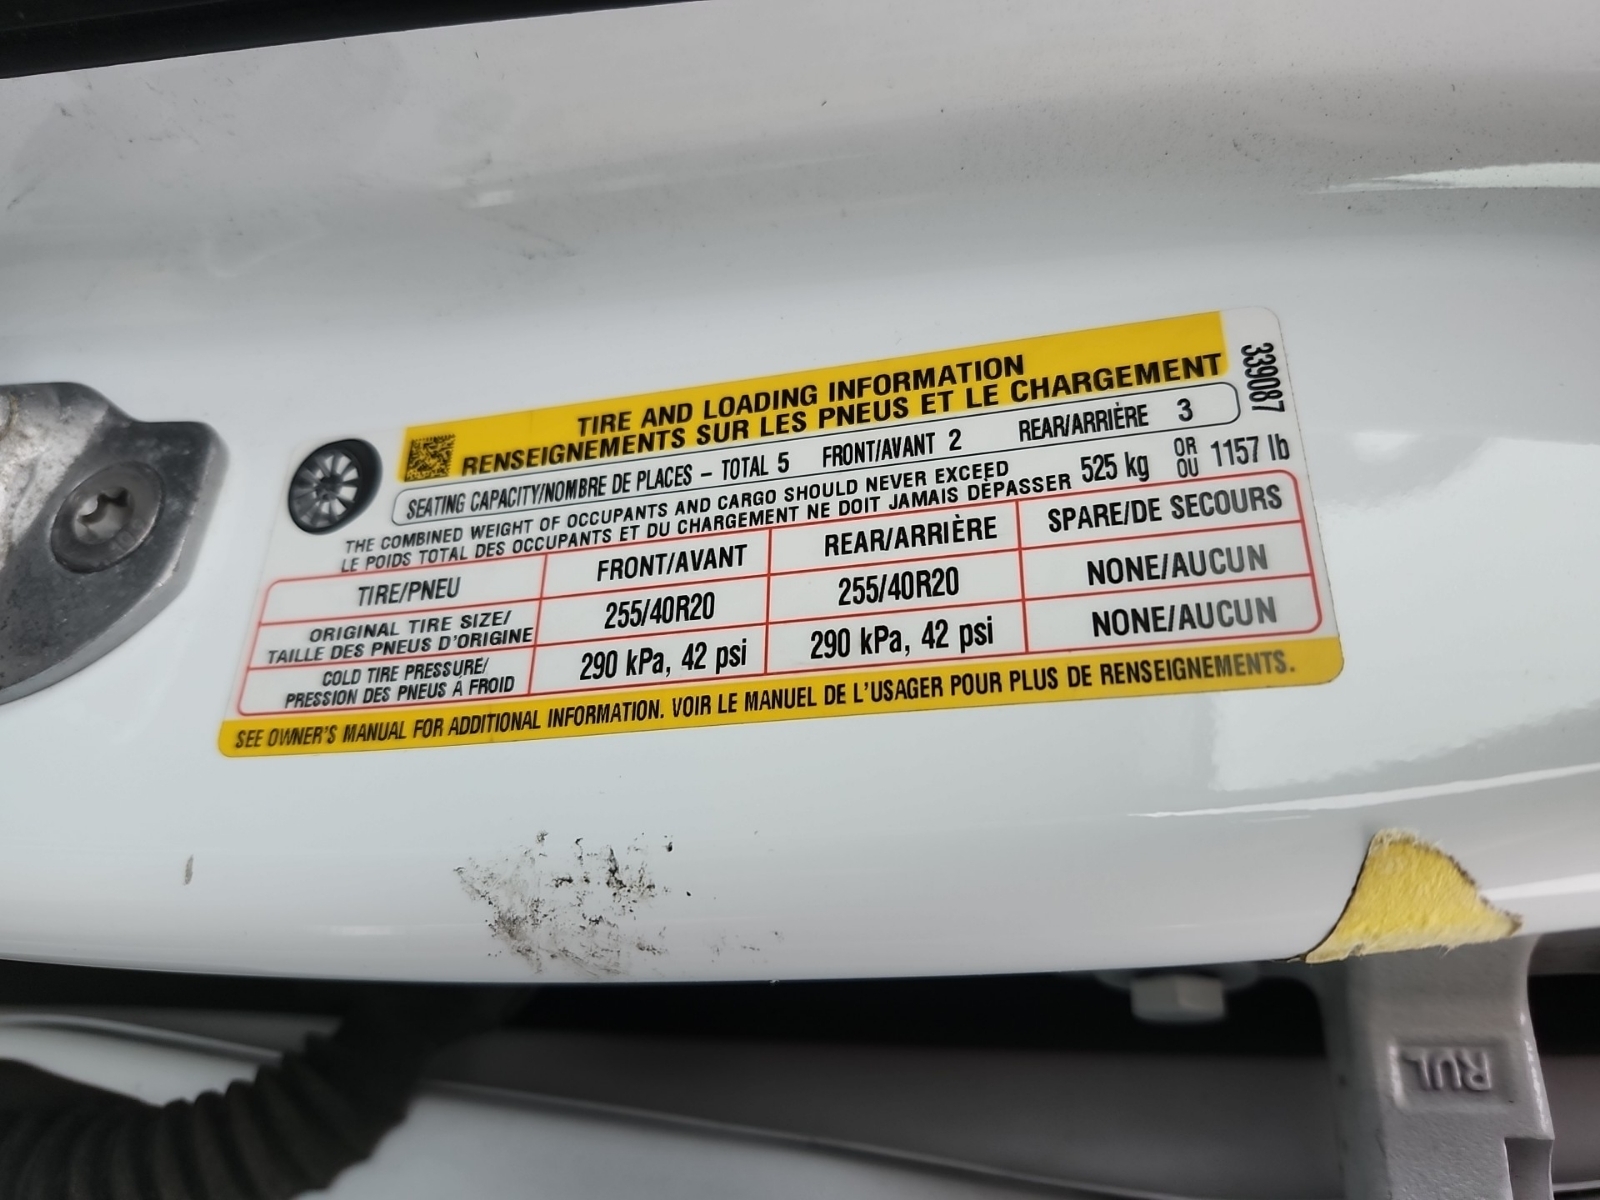 TIRE AND LOADING INFORMATION
RENSEIGNEMENTS SUR LES PNEUS ET LE CHARGEMENT
339087
SEATING CAPACITY/NOMBRE DE PLACES – TOTAL 5 FRONT/AVANT 2 REAR/ARRIÈRE 3
THE COMBINED WEIGHT OF OCCUPANTS AND CARGO SHOULD NEVER EXCEED
LE POIDS TOTAL DES OCCUPANTS ET DU CHARGEMENT NE DOIT JAMAIS DÉPASSER
525 kg OR OU 1157 lb
TIRE/PNEU FRONT/AVANT REAR/ARRIÈRE SPARE/DE SECOURS
ORIGINAL TIRE SIZE/
TAILLE DES PNEUS D'ORIGINE 255/40R20 255/40R20 NONE/AUCUN
COLD TIRE PRESSURE/
PRESSION DES PNEUS À FROID 290 kPa, 42 psi 290 kPa, 42 psi NONE/AUCUN
SEE OWNER'S MANUAL FOR ADDITIONAL INFORMATION. VOIR LE MANUEL DE L'USAGER POUR PLUS DE RENSEIGNEMENTS.
RUL